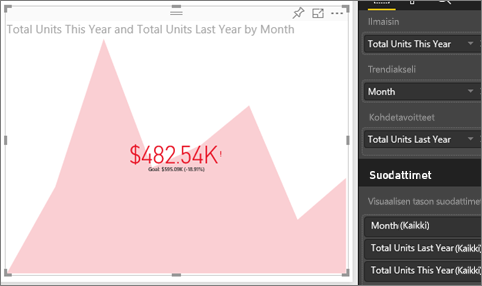 Total Units This Year and Total Units Last Year by Month
$482.54K!
Goal: $595.09K (-18.91%)
Ilmaisin
Total Units This Year
Trendiakseli
Month
Kohdetavoitteet
Total Units Last Year
Suodattimet
Visuaalisen tason suodattimet
Month (Kaikki)
Total Units Last Year (Kaikki)
Total Units This Year (Kaikki)